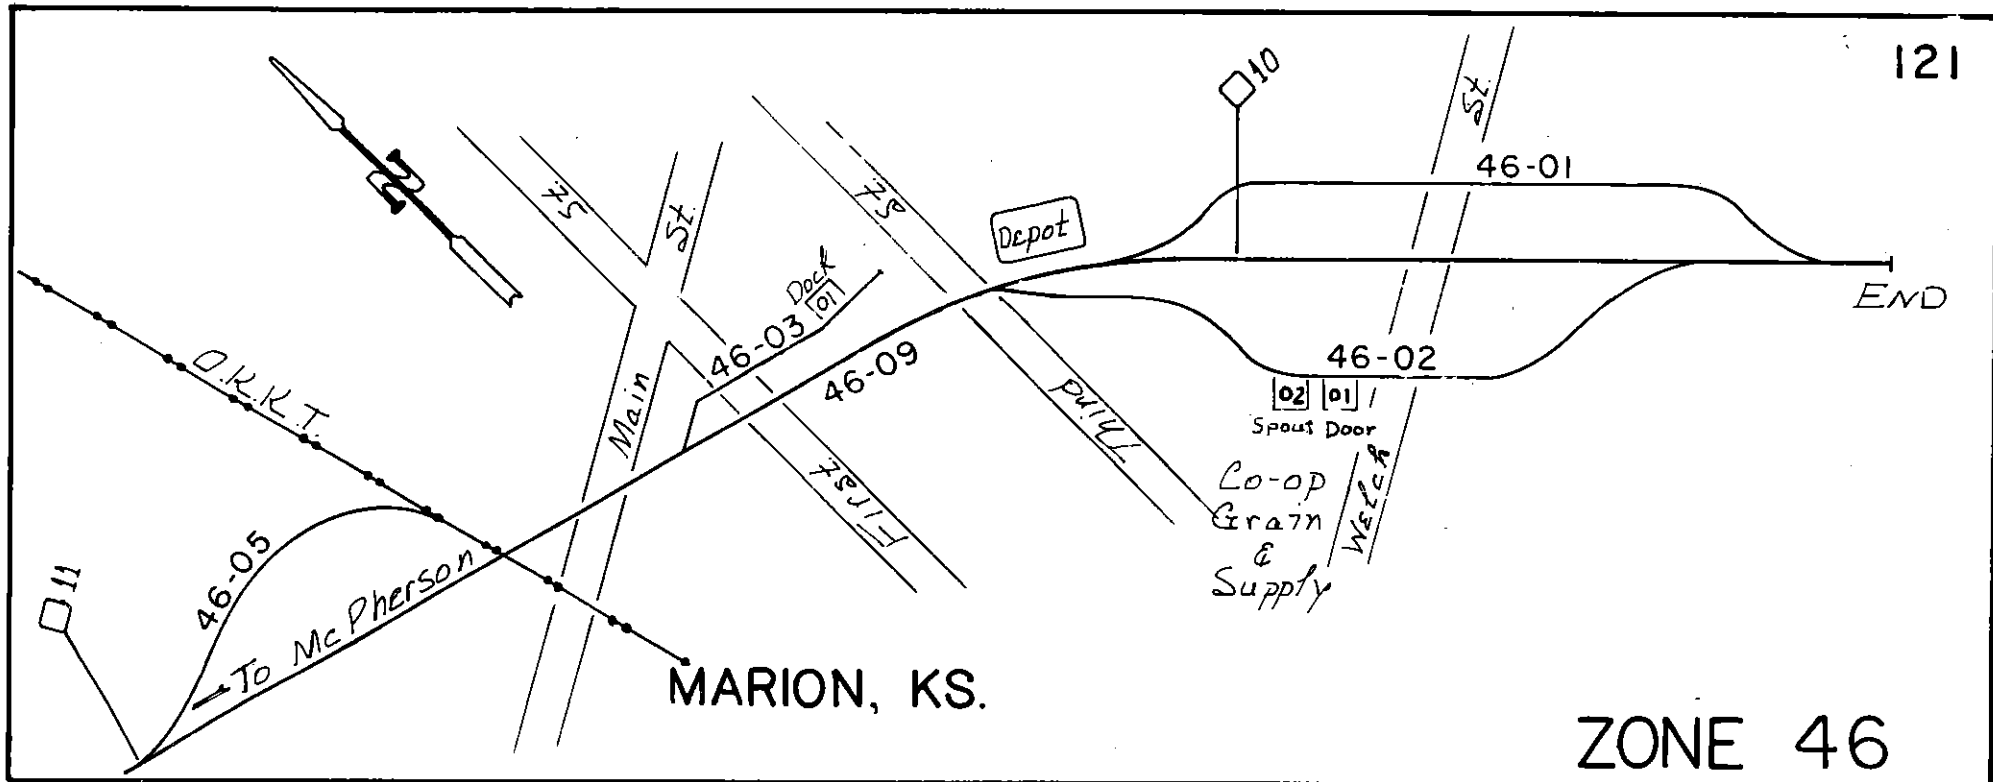 121
10
St.
46-01
N
St
St.
St
Depot
Dock
01
46-03
46-09
END
46-02
02 01
Spout Door
O.K.K.T.
Main
Third
First
Welch
Co-op
Grain
&
Supply
46-05
11
To McPherson
MARION, KS.
ZONE 46